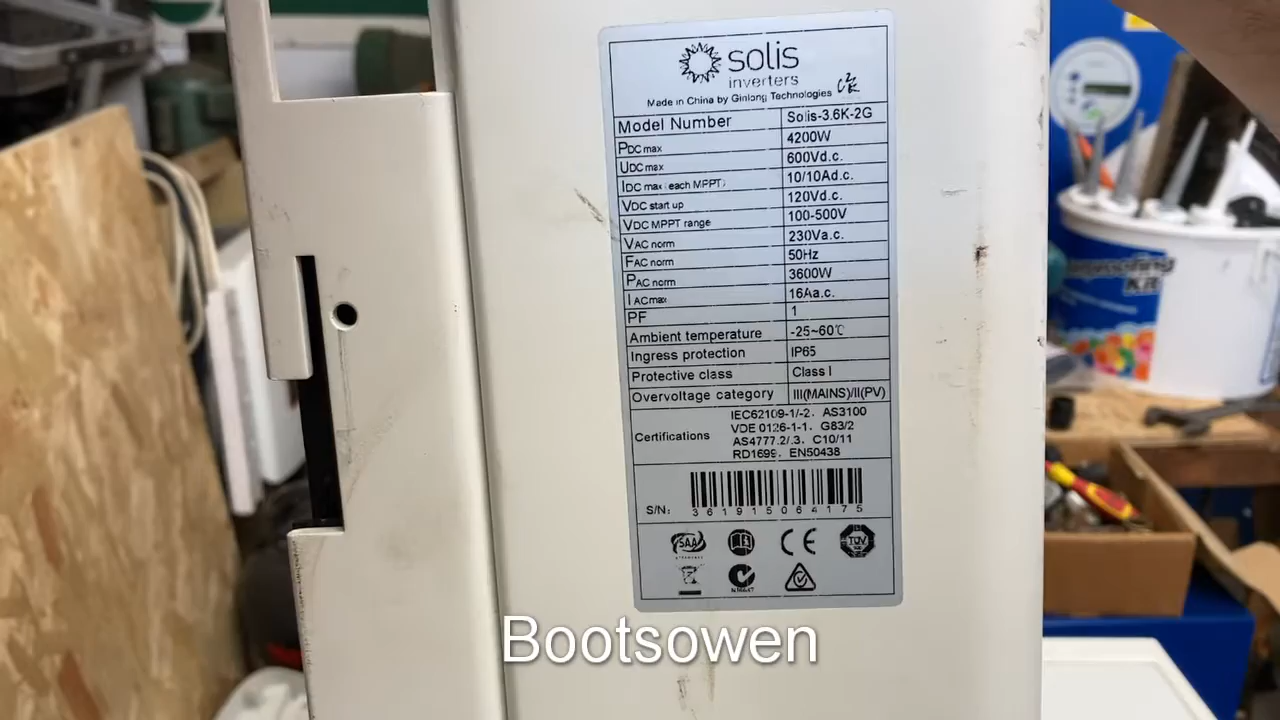 solis
inverters
Made in China by Ginlong Technologies
Model Number Solis-3.6K-2G
PDC max 4200W
UDC max 600Vd.c.
IDC max(each MPPT) 10/10Ad.c.
VDC start up 120Vd.c.
VDC MPPT range 100-500V
VAC norm 230Va.c.
FAC norm 50Hz
PAC norm 3600W
IACmax 16Aa.c.
PF 1
Ambient temperature -25~60℃
Ingress protection IP65
Protective class Class I
Overvoltage category III(MAINS)/II(PV)
Certifications
IEC62109-1/-2、AS3100
VDE 0126-1-1、G83/2
AS4777.2/.3、C10/11
RD1699、EN50438
S/N: 361915064175
SAA
CE
TUV
Kit
Bootsowen